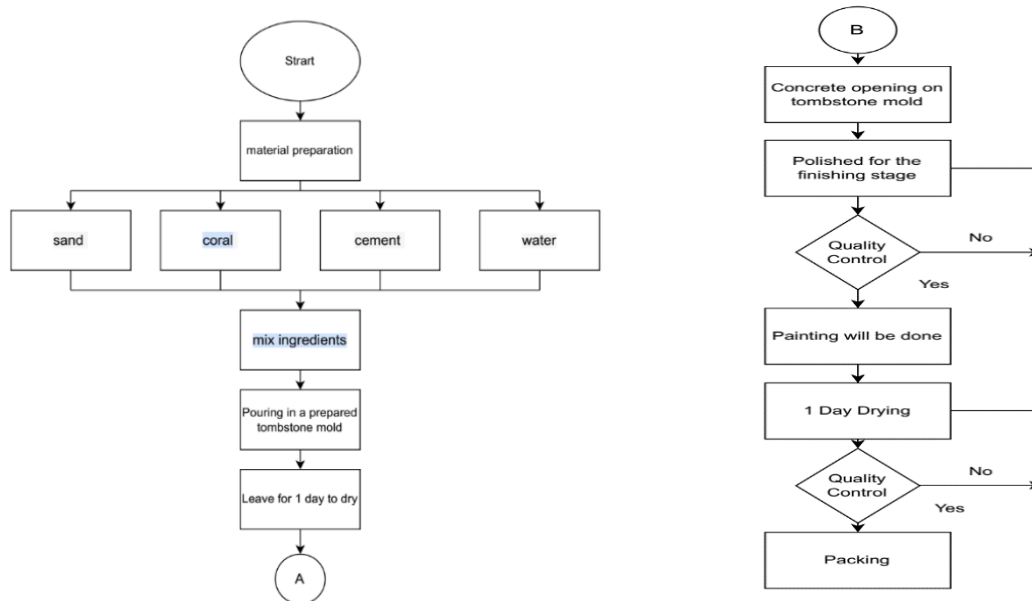 Strart
material preparation
sand
coral
cement
water
mix ingredients
Pouring in a prepared
tombstone mold
Leave for 1 day to dry
A
B
Concrete opening on
tombstone mold
Polished for the
finishing stage
Quality
Control
No
Yes
Painting will be done
1 Day Drying
Quality
Control
No
Yes
Packing